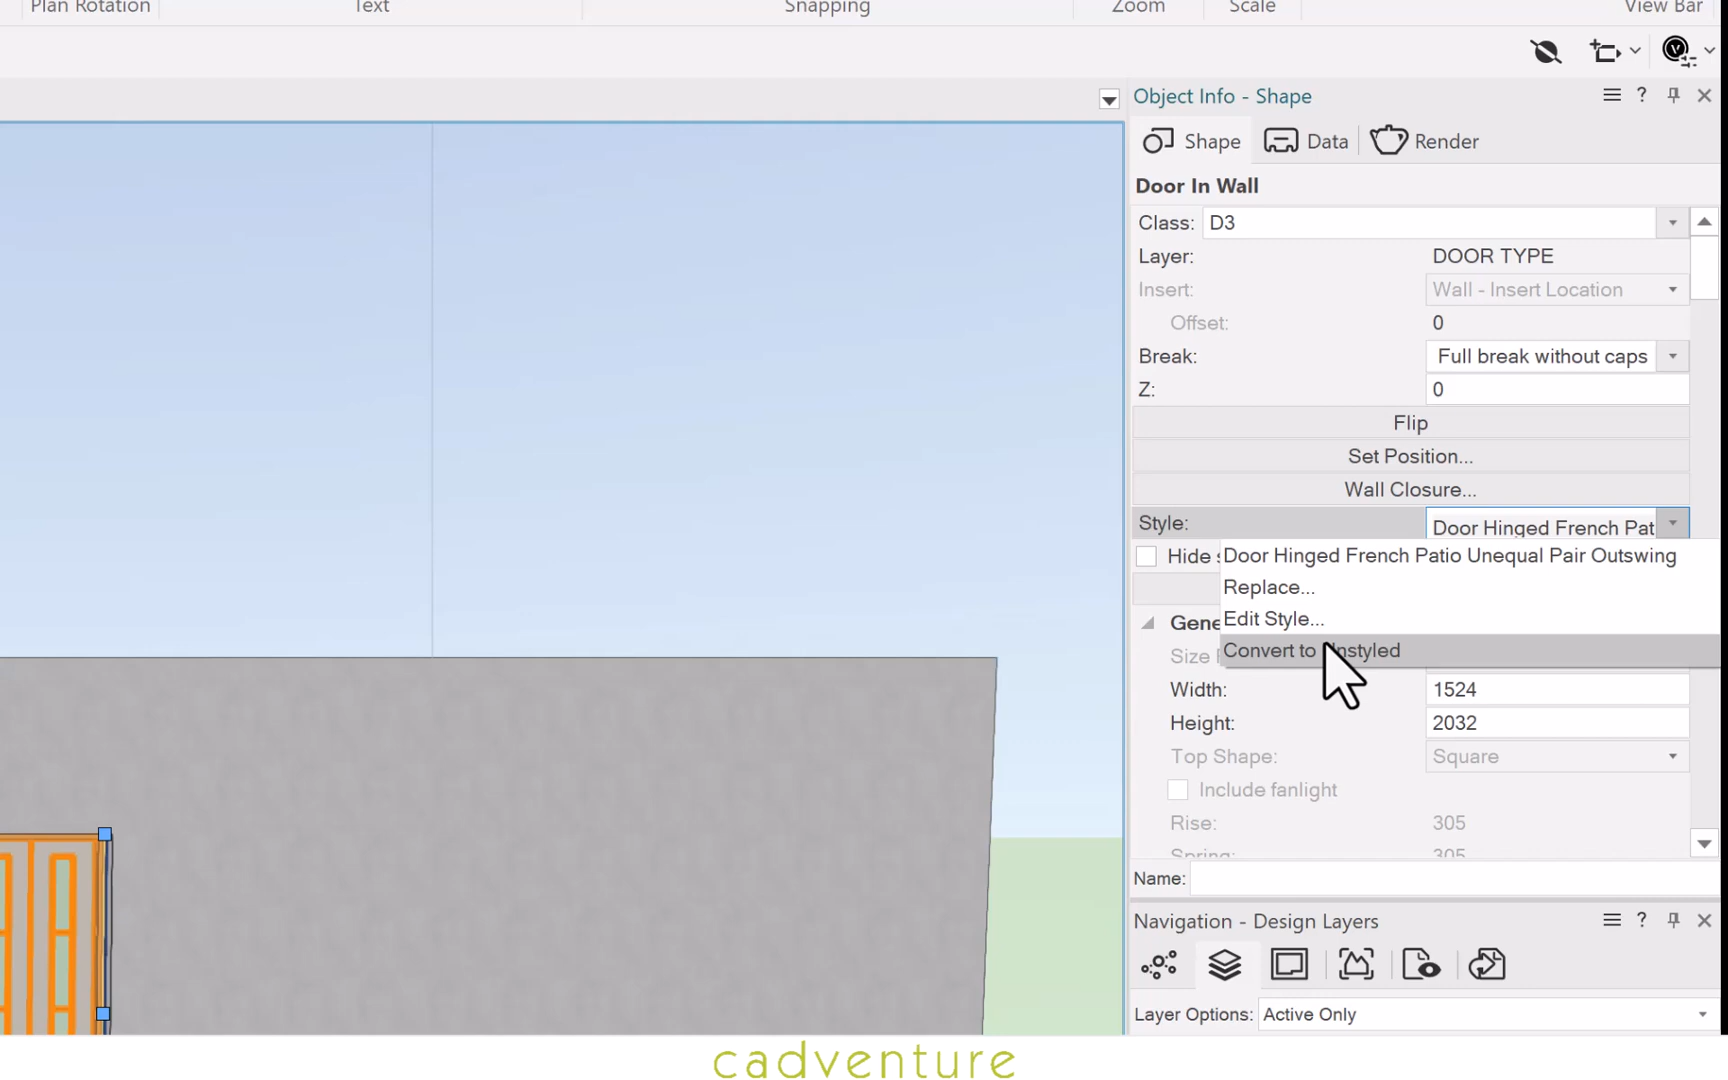 Plan Rotation
Text
Snapping
Zoom
Scale
View Bar
Object Info - Shape
Shape
Data
Render
Door In Wall
Class: D3
Layer: DOOR TYPE
Insert: Wall - Insert Location
Offset: 0
Break: Full break without caps
Z: 0
Flip
Set Position...
Wall Closure...
Style: Door Hinged French Pat
Hide
Door Hinged French Patio Unequal Pair Outswing
Replace...
Edit Style...
Convert to Unstyled
Width: 1524
Height: 2032
Top Shape: Square
Include fanlight
Rise: 305
Spring: 305
Name:
Navigation - Design Layers
Layer Options: Active Only
cadventure